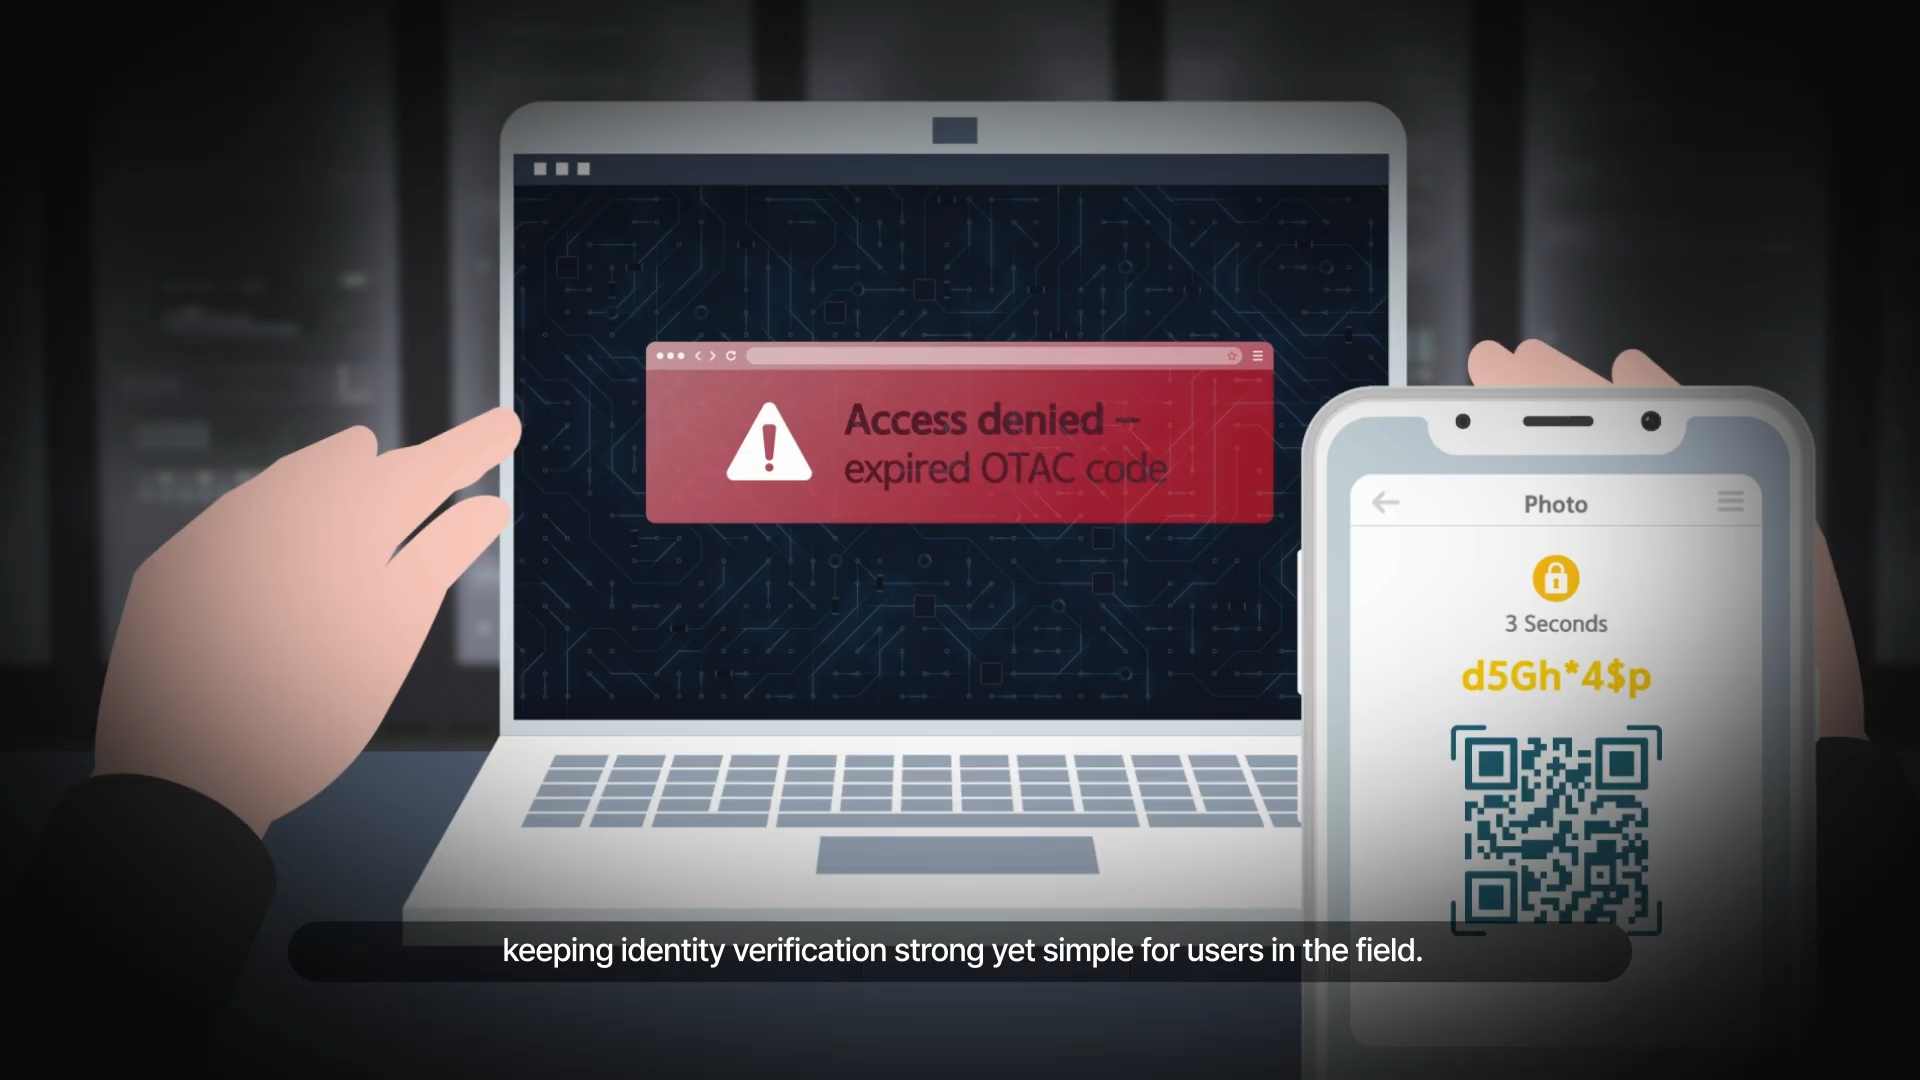 Access denied –
expired OTAC code
Photo
3 Seconds
d5Gh*4$p
keeping identity verification strong yet simple for users in the field.